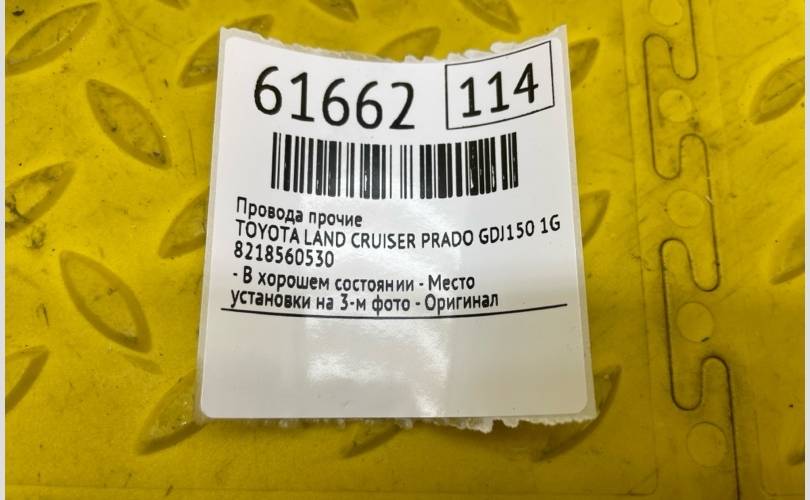 61662 114
Провода прочие
TOYOTA LAND CRUISER PRADO GDJ150 1G
8218560530
- В хорошем состоянии - Место
установки на 3-м фото - Оригинал